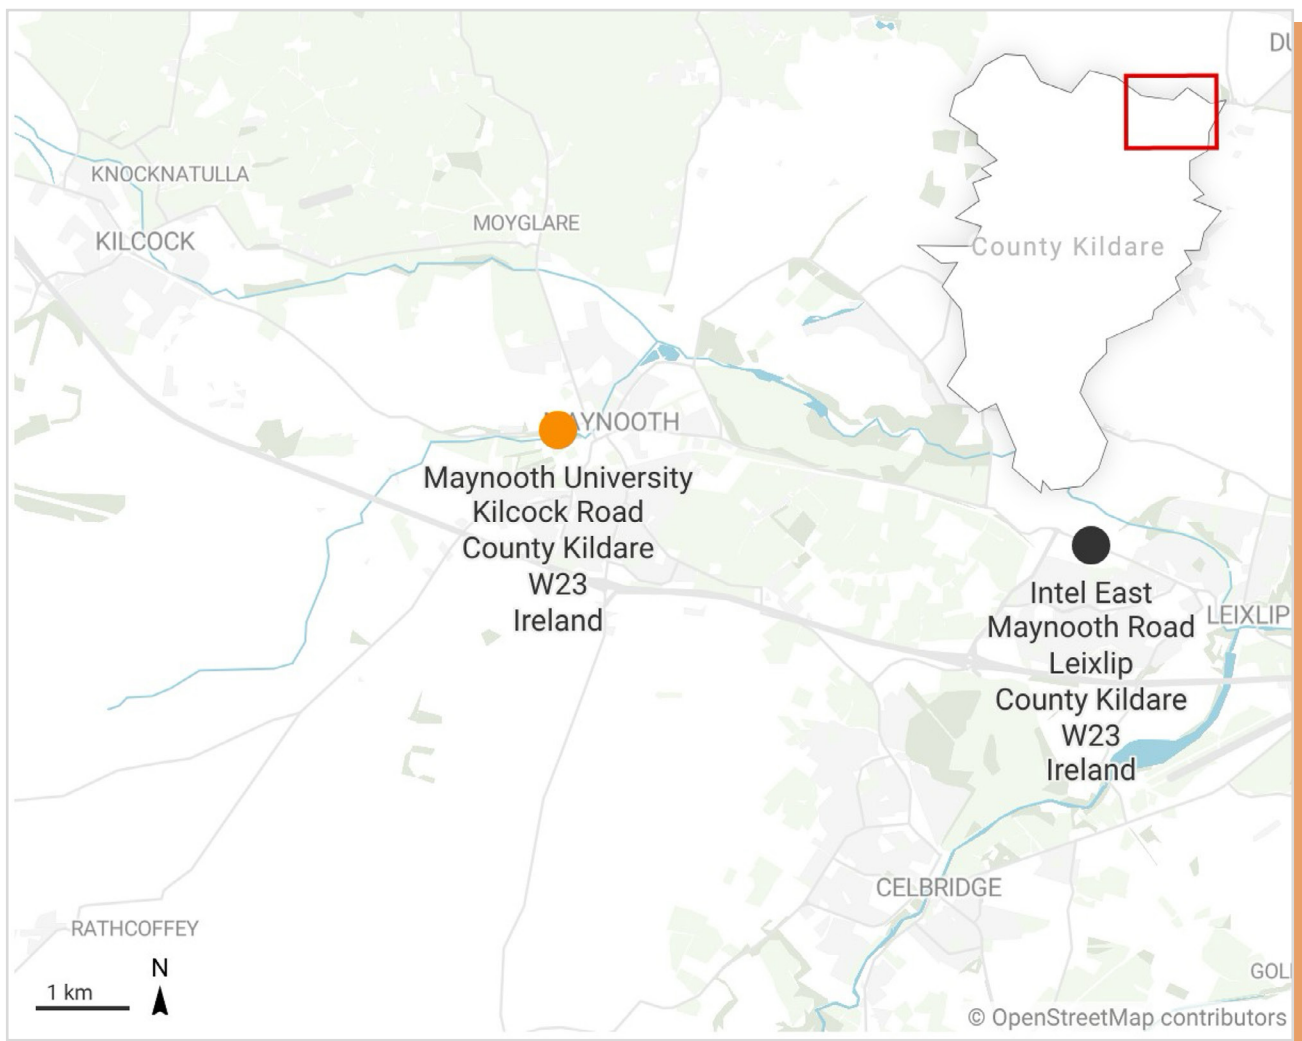 DU
KNOCKNATULLA
MOYGLARE
KILCOCK
County Kildare
AYNOOTH
Maynooth University
Kilcock Road
County Kildare
W23
Ireland
Intel East
Maynooth Road
Leixlip
County Kildare
W23
Ireland
LEIXLIP
CELBRIDGE
RATHCOFFEY
N
1 km
GOL
© OpenStreetMap contributors